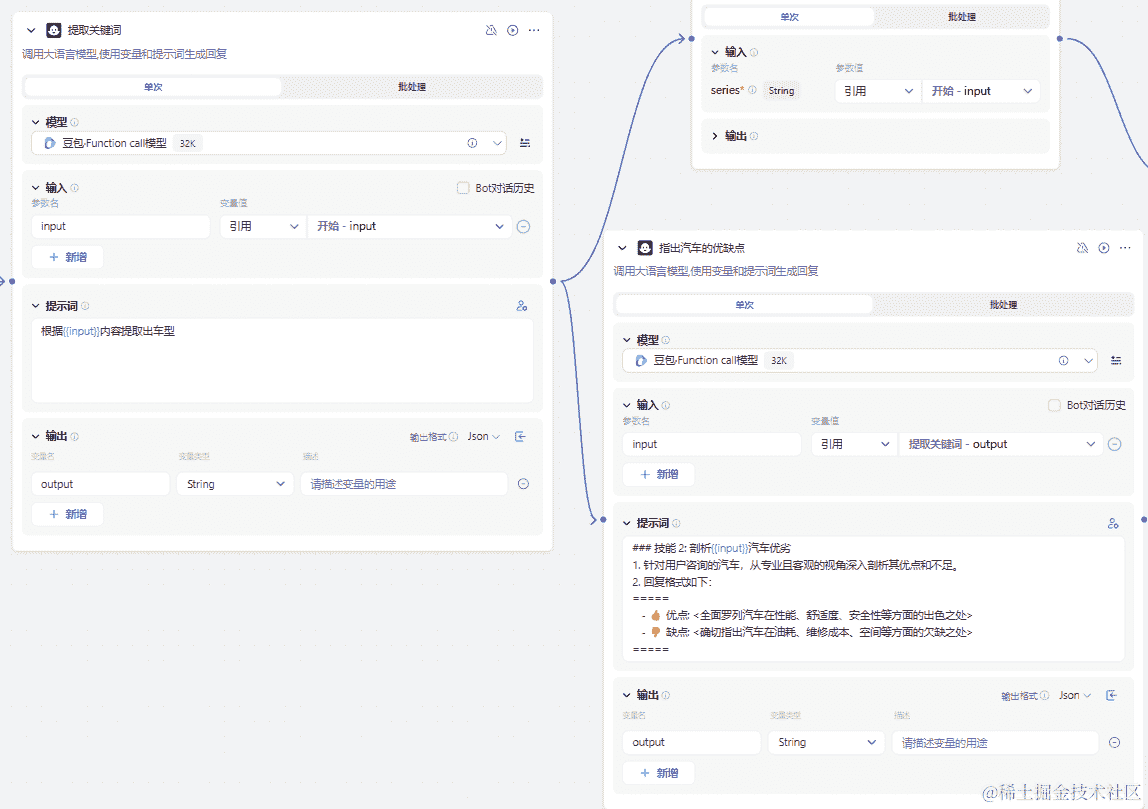 提取关键词
调用大语言模型,使用变量和提示词生成回复
单次 批处理
模型
豆包·Function call模型 32K
输入 Bot对话历史
参数名 变量值
input 引用 开始 - input
+ 新增
提示词
根据{{input}}内容提取出车型
输出 输出格式 Json
变量名 变量类型 描述
output String 请描述变量的用途
+ 新增
单次 批处理
输入
参数名 参数值
series* String 引用 开始 - input
输出
指出汽车的优缺点
调用大语言模型,使用变量和提示词生成回复
单次 批处理
模型
豆包·Function call模型 32K
输入 Bot对话历史
参数名 变量值
input 引用 提取关键词 - output
+ 新增
提示词
### 技能 2: 剖析{{input}}汽车优劣
1. 针对用户咨询的汽车，从专业且客观的视角深入剖析其优点和不足。
2. 回复格式如下：
=====
- 👍🏽 优点: <全面罗列汽车在性能、舒适度、安全性等方面的出色之处>
- 👎🏽 缺点: <确切指出汽车在油耗、维修成本、空间等方面的欠缺之处>
=====
输出 输出格式 Json
变量名 变量类型 描述
output String 请描述变量的用途
+ 新增
@稀土掘金技术社区